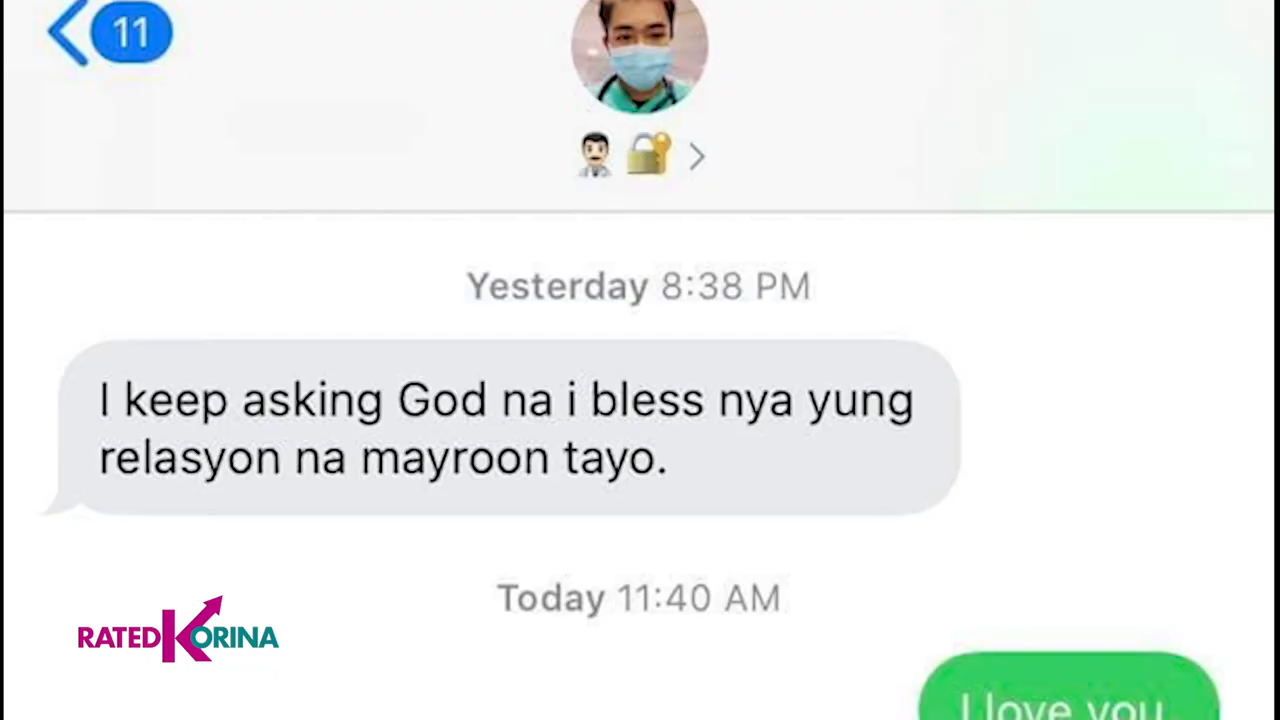 11
Yesterday 8:38 PM
I keep asking God na i bless nya yung
relasyon na mayroon tayo.
Today 11:40 AM
RATED KORINA
I love you